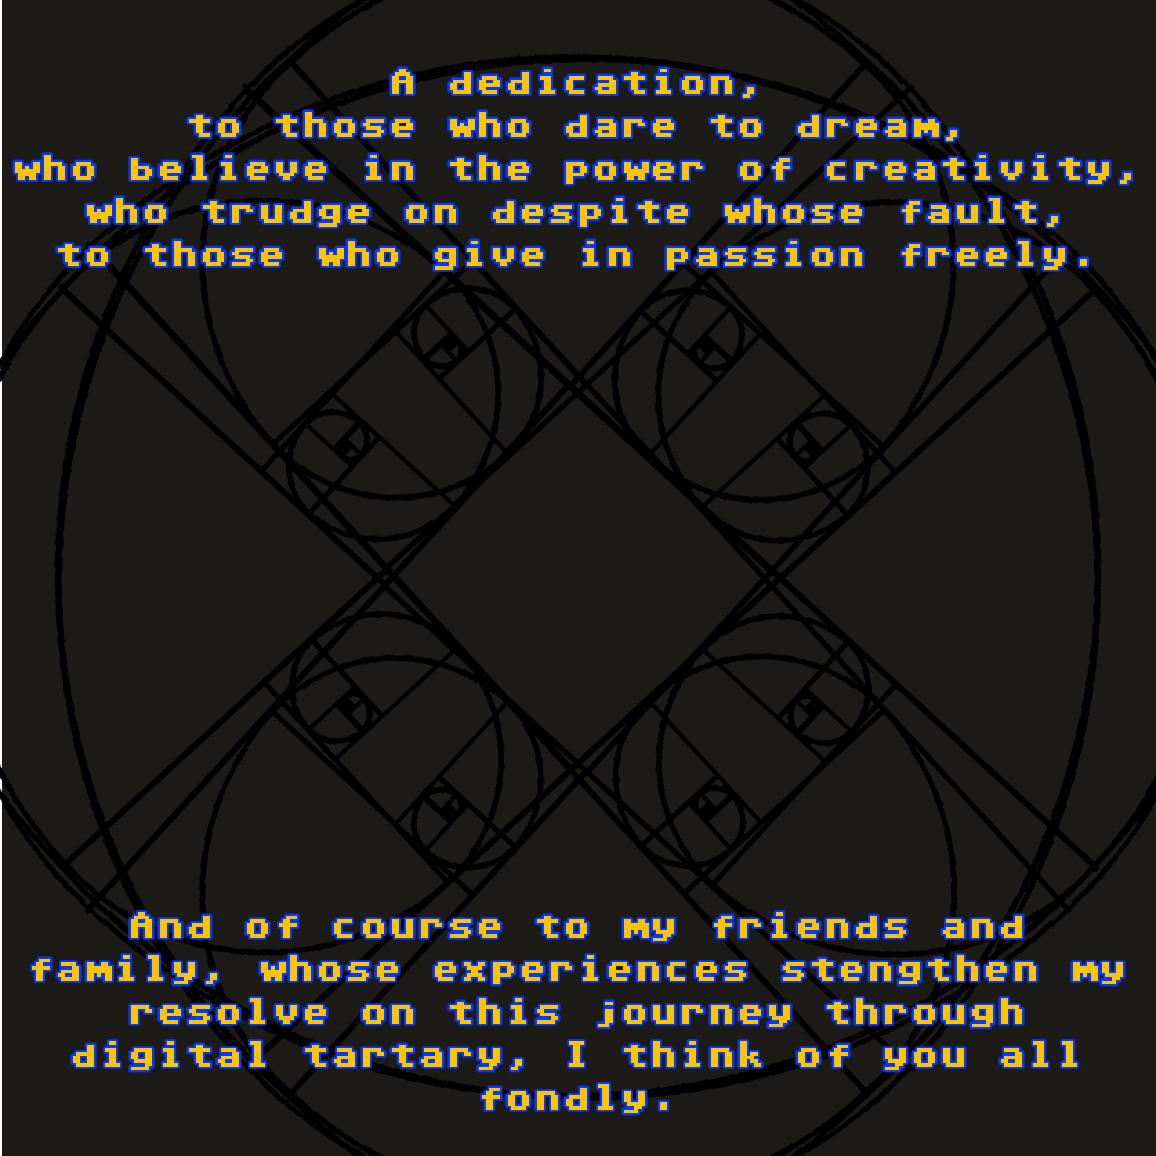 A dedication,
to those who dare to dream,
who believe in the power of creativity,
who trudge on despite whose fault,
to those who give in passion freely.
And of course to my friends and
family, whose experiences stengthen my
resolve on this journey through
digital tartary, I think of you all
fondly.